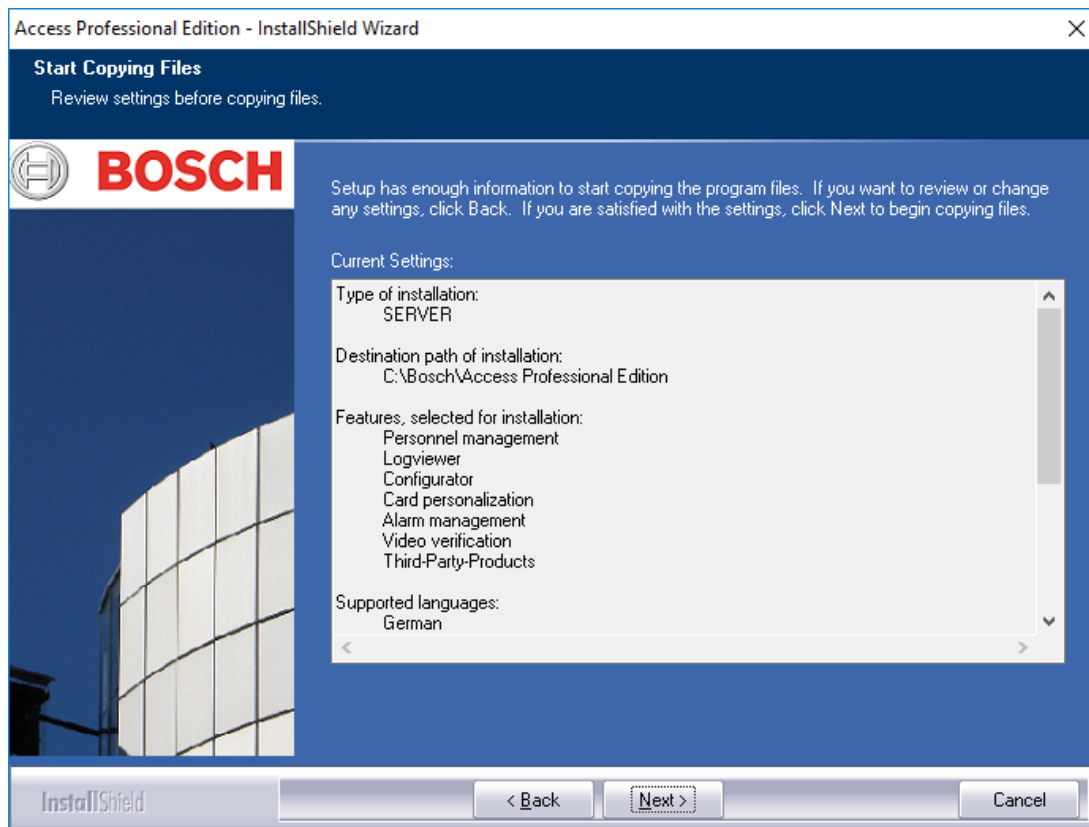 Access Professional Edition - InstallShield Wizard
Start Copying Files
Review settings before copying files.
BOSCH
Setup has enough information to start copying the program files. If you want to review or change
any settings, click Back. If you are satisfied with the settings, click Next to begin copying files.
Current Settings:
Type of installation:
SERVER
Destination path of installation:
C:\Bosch\Access Professional Edition
Features, selected for installation:
Personnel management
Logviewer
Configurator
Card personalization
Alarm management
Video verification
Third-Party-Products
Supported languages:
German
InstallShield
< Back
Next >
Cancel